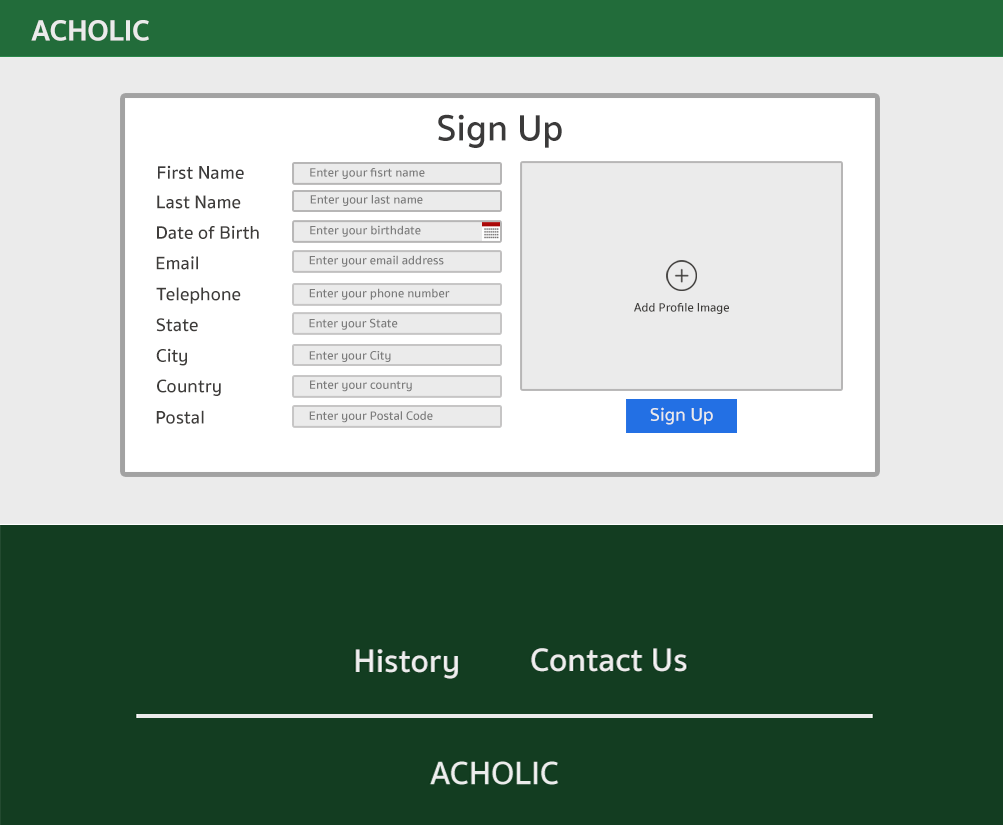 ACHOLIC
Sign Up
First Name Enter your fisrt name
Last Name Enter your last name
Date of Birth Enter your birthdate
Email Enter your email address
Telephone Enter your phone number
State Enter your State
City Enter your City
Country Enter your country
Postal Enter your Postal Code
Add Profile Image
Sign Up
History Contact Us
ACHOLIC